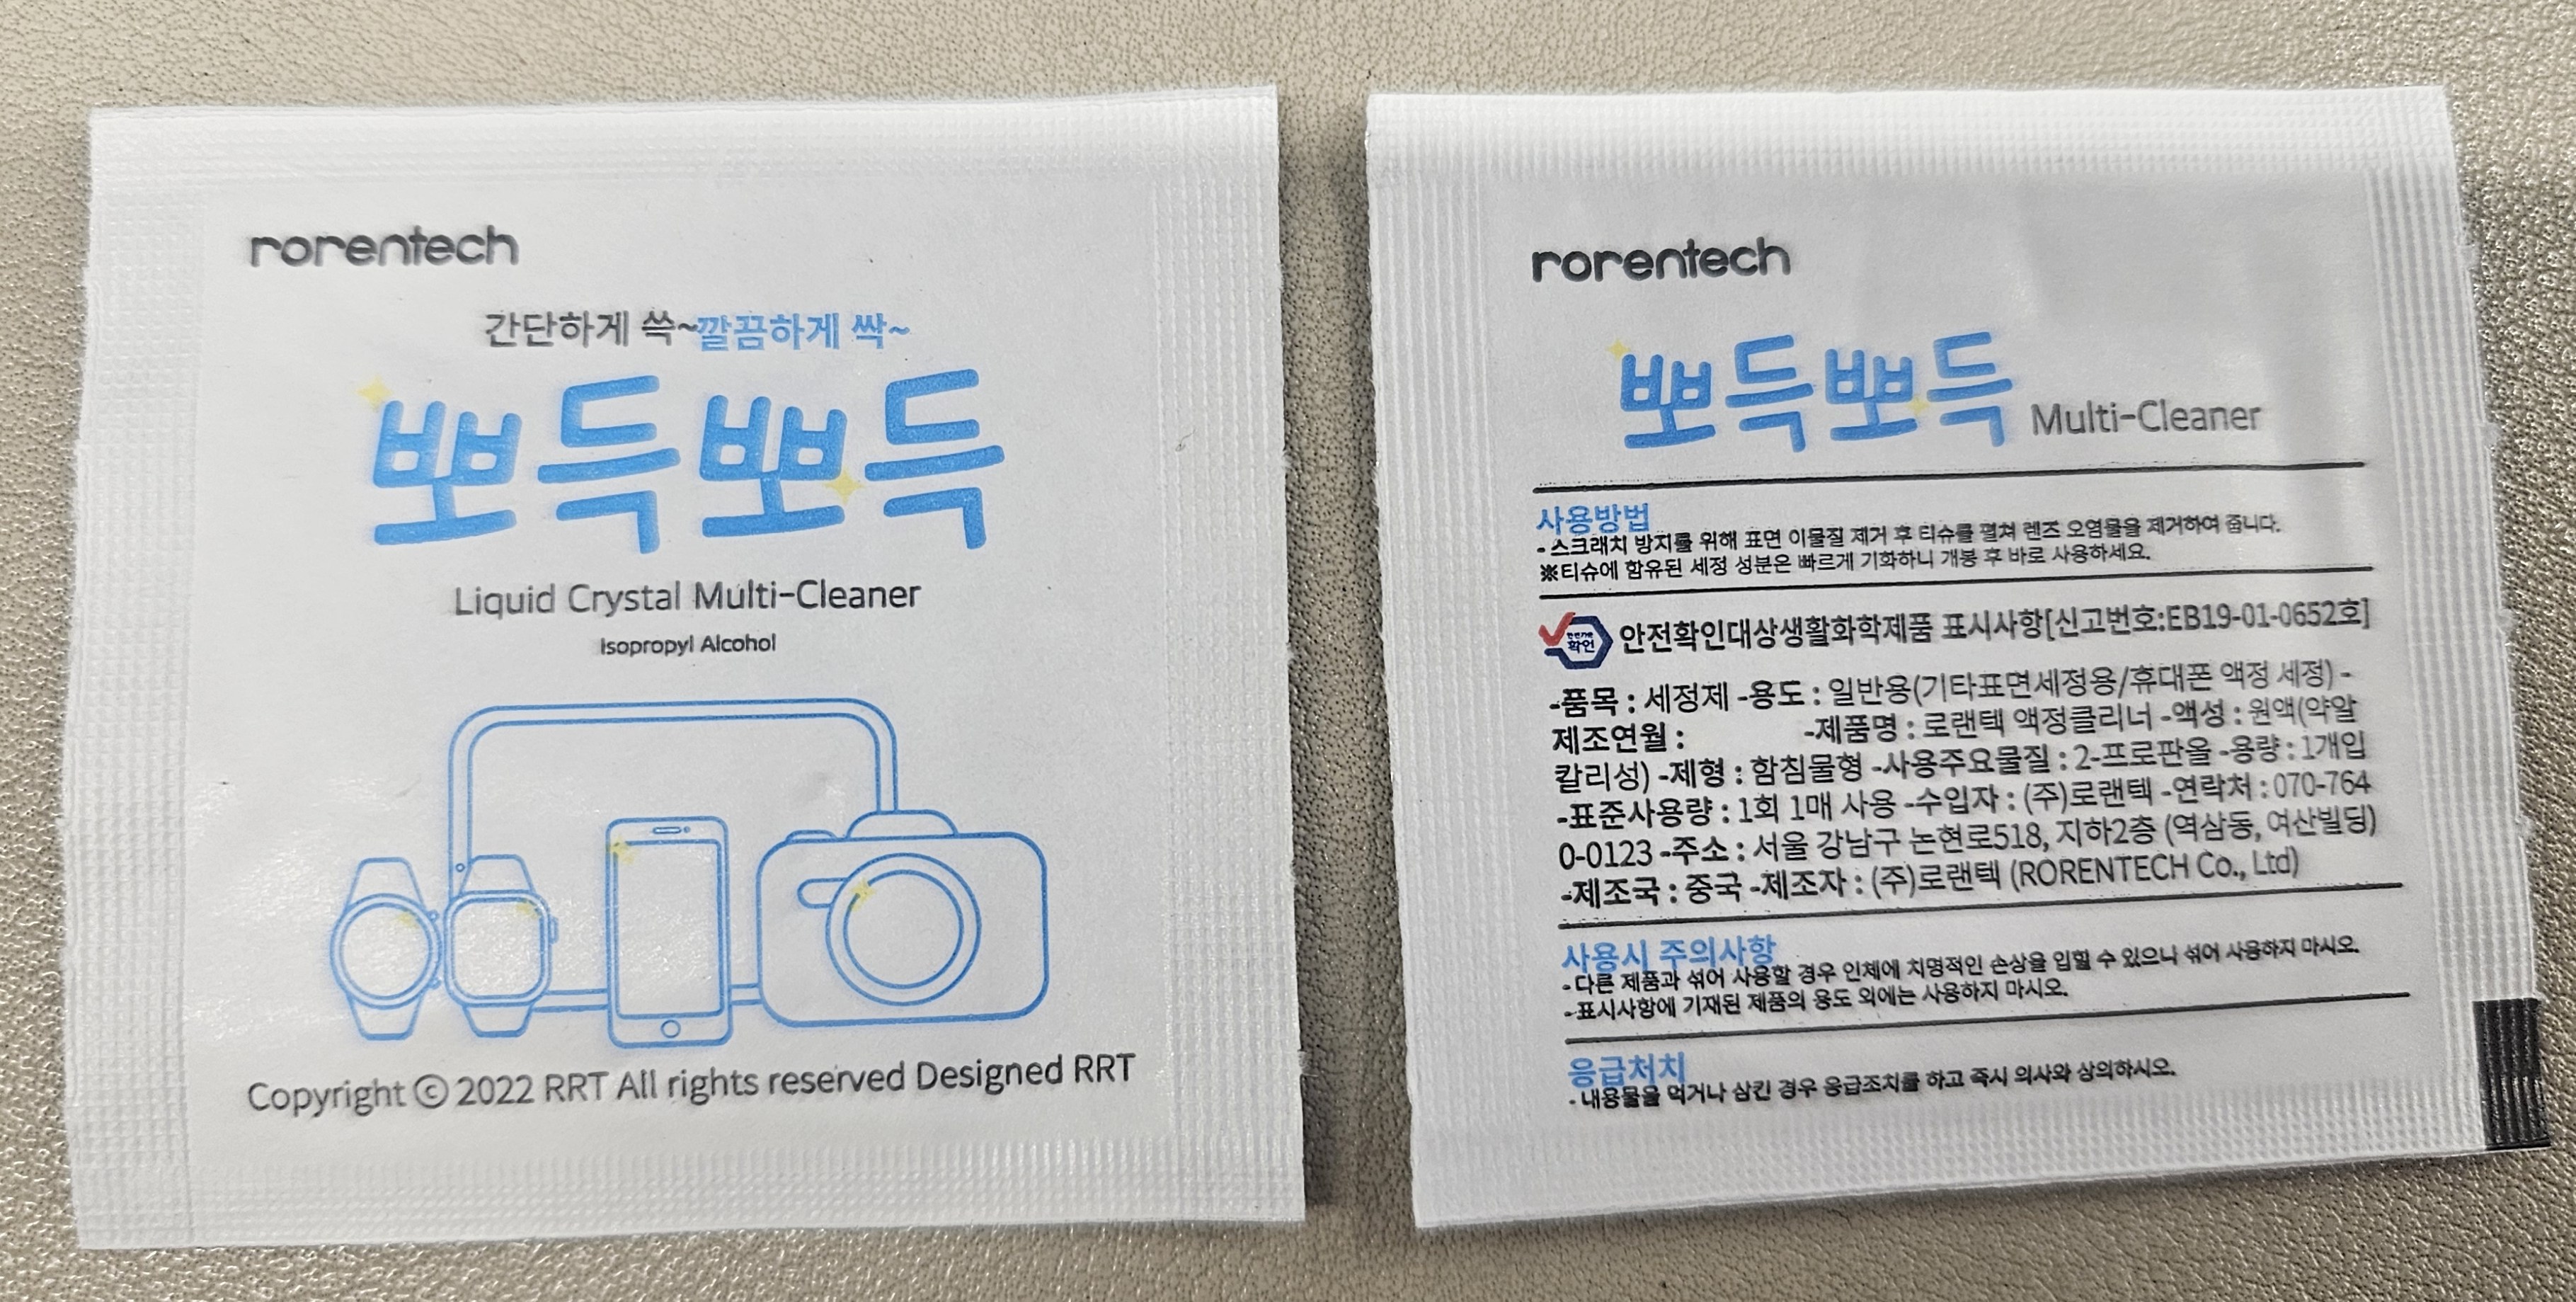 rorentech
간단하게 쓱~깔끔하게 싹~
뽀득뽀득
Liquid Crystal Multi-Cleaner
Isopropyl Alcohol
Copyright ⓒ 2022 RRT All rights reserved Designed RRT
rorentech
뽀득뽀득 Multi-Cleaner
사용방법
- 스크래치 방지를 위해 표면 이물질 제거 후 티슈를 펼쳐 렌즈 오염물을 제거하여 줍니다.
※티슈에 함유된 세정 성분은 빠르게 기화하니 개봉 후 바로 사용하세요.
확인 안전확인대상생활화학제품 표시사항[신고번호:EB19-01-0652호]
-품목 : 세정제 -용도 : 일반용(기타표면세정용/휴대폰 액정 세정) -
제조연월 : -제품명 : 로랜텍 액정클리너 -액성 : 원액(약알
칼리성) -제형 : 함침물형 -사용주요물질 : 2-프로판올 -용량 : 1개입
-표준사용량 : 1회 1매 사용 -수입자 : (주)로랜텍 -연락처 : 070-764
0-0123 -주소 : 서울 강남구 논현로518, 지하2층 (역삼동, 여산빌딩)
-제조국 : 중국 -제조자 : (주)로랜텍 (RORENTECH Co., Ltd)
사용시 주의사항
- 다른 제품과 섞어 사용할 경우 인체에 치명적인 손상을 입힐 수 있으니 섞어 사용하지 마시오.
- 표시사항에 기재된 제품의 용도 외에는 사용하지 마시오.
응급처치
- 내용물을 먹거나 삼킨 경우 응급조치를 하고 즉시 의사와 상의하시오.